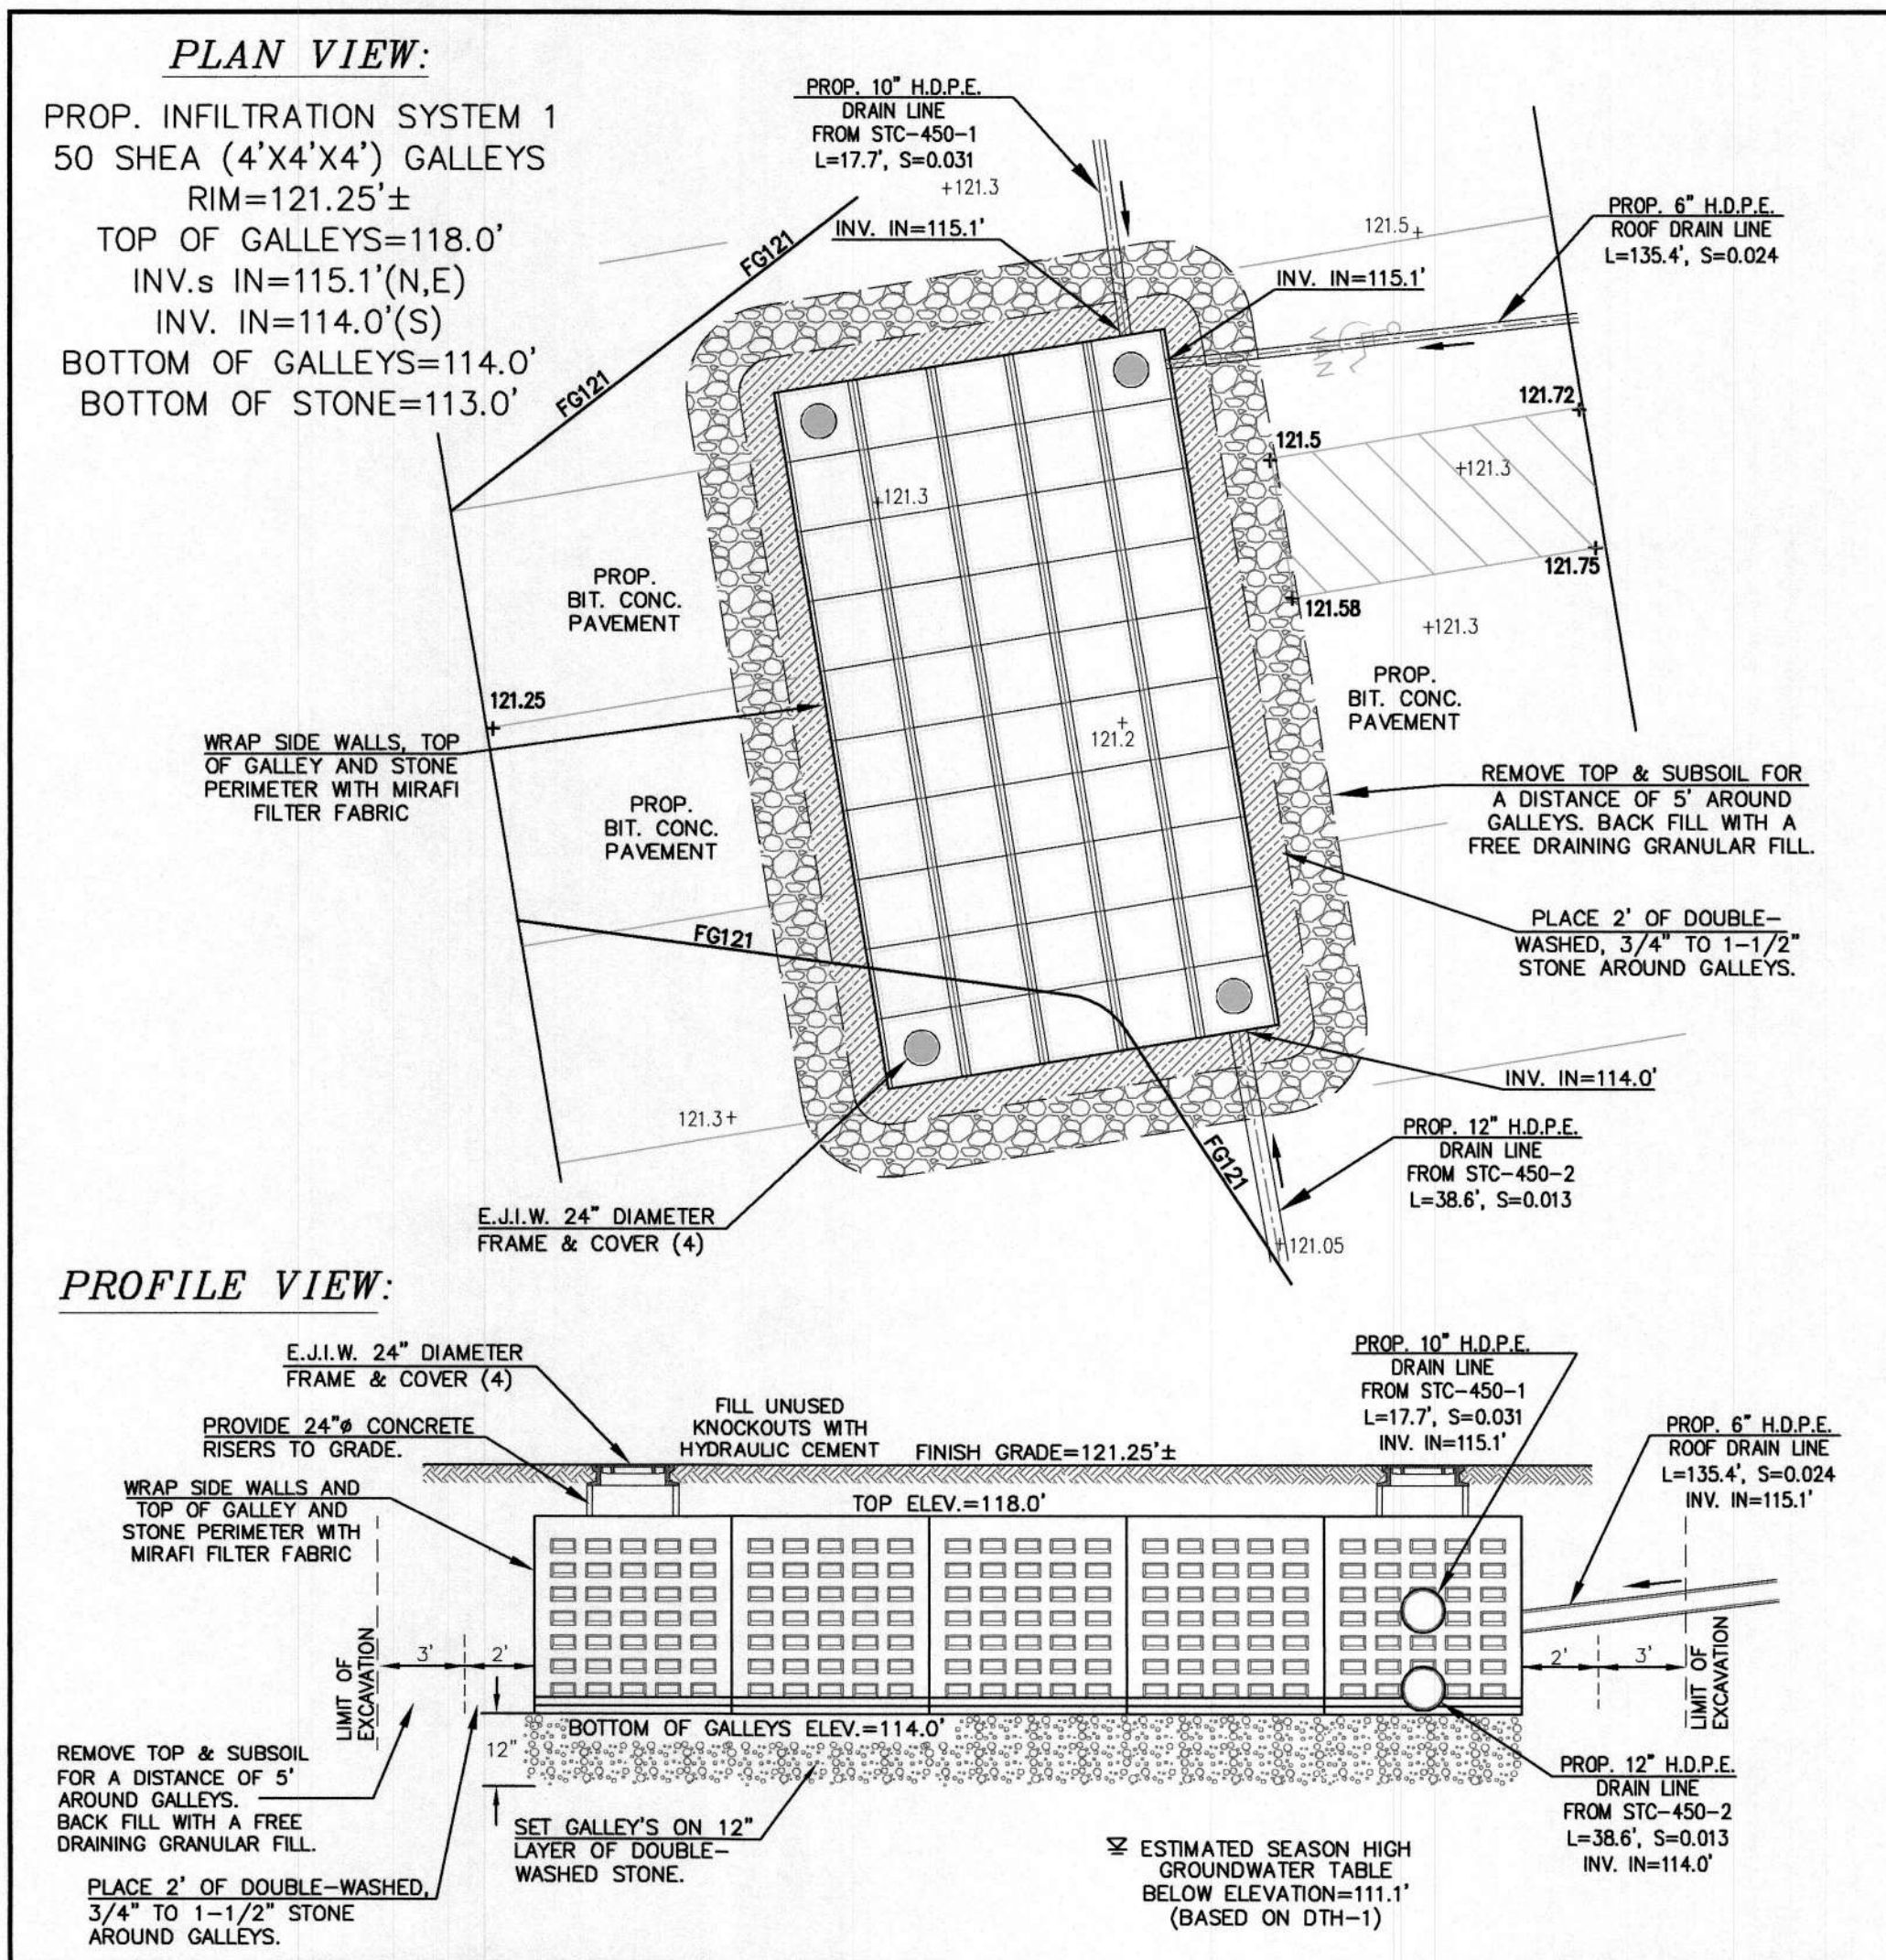 PLAN VIEW:
PROP. INFILTRATION SYSTEM 1
50 SHEA (4'X4'X4') GALLEYS
RIM=121.25'±
TOP OF GALLEYS=118.0'
INV.s IN=115.1'(N,E)
INV. IN=114.0'(S)
BOTTOM OF GALLEYS=114.0'
BOTTOM OF STONE=113.0'
PROP. 10" H.D.P.E.
DRAIN LINE
FROM STC-450-1
L=17.7', S=0.031
+121.3
INV. IN=115.1'
FG121
FG121
121.5+
PROP. 6" H.D.P.E.
ROOF DRAIN LINE
L=135.4', S=0.024
INV. IN=115.1'
VAN
121.72
121.5
+121.3
121.75
121.58
+121.3
+121.3
PROP.
BIT. CONC.
PAVEMENT
PROP.
BIT. CONC.
PAVEMENT
121.25
+
121.2
WRAP SIDE WALLS, TOP
OF GALLEY AND STONE
PERIMETER WITH MIRAFI
FILTER FABRIC
PROP.
BIT. CONC.
PAVEMENT
REMOVE TOP & SUBSOIL FOR
A DISTANCE OF 5' AROUND
GALLEYS. BACK FILL WITH A
FREE DRAINING GRANULAR FILL.
FG121
PLACE 2' OF DOUBLE-
WASHED, 3/4" TO 1-1/2"
STONE AROUND GALLEYS.
INV. IN=114.0'
121.3+
PROP. 12" H.D.P.E.
DRAIN LINE
FROM STC-450-2
L=38.6', S=0.013
FG121
+121.05
E.J.I.W. 24" DIAMETER
FRAME & COVER (4)
PROFILE VIEW:
E.J.I.W. 24" DIAMETER
FRAME & COVER (4)
PROVIDE 24"ø CONCRETE
RISERS TO GRADE.
WRAP SIDE WALLS AND
TOP OF GALLEY AND
STONE PERIMETER WITH
MIRAFI FILTER FABRIC
FILL UNUSED
KNOCKOUTS WITH
HYDRAULIC CEMENT
FINISH GRADE=121.25'±
TOP ELEV.=118.0'
PROP. 10" H.D.P.E.
DRAIN LINE
FROM STC-450-1
L=17.7', S=0.031
INV. IN=115.1'
PROP. 6" H.D.P.E.
ROOF DRAIN LINE
L=135.4', S=0.024
INV. IN=115.1'
LIMIT OF
EXCAVATION
3'
2'
2'
3'
LIMIT OF
EXCAVATION
BOTTOM OF GALLEYS ELEV.=114.0'
12"
REMOVE TOP & SUBSOIL
FOR A DISTANCE OF 5'
AROUND GALLEYS.
BACK FILL WITH A FREE
DRAINING GRANULAR FILL.
SET GALLEY'S ON 12"
LAYER OF DOUBLE-
WASHED STONE.
PLACE 2' OF DOUBLE-WASHED,
3/4" TO 1-1/2" STONE
AROUND GALLEYS.
ESTIMATED SEASON HIGH
GROUNDWATER TABLE
BELOW ELEVATION=111.1'
(BASED ON DTH-1)
PROP. 12" H.D.P.E.
DRAIN LINE
FROM STC-450-2
L=38.6', S=0.013
INV. IN=114.0'